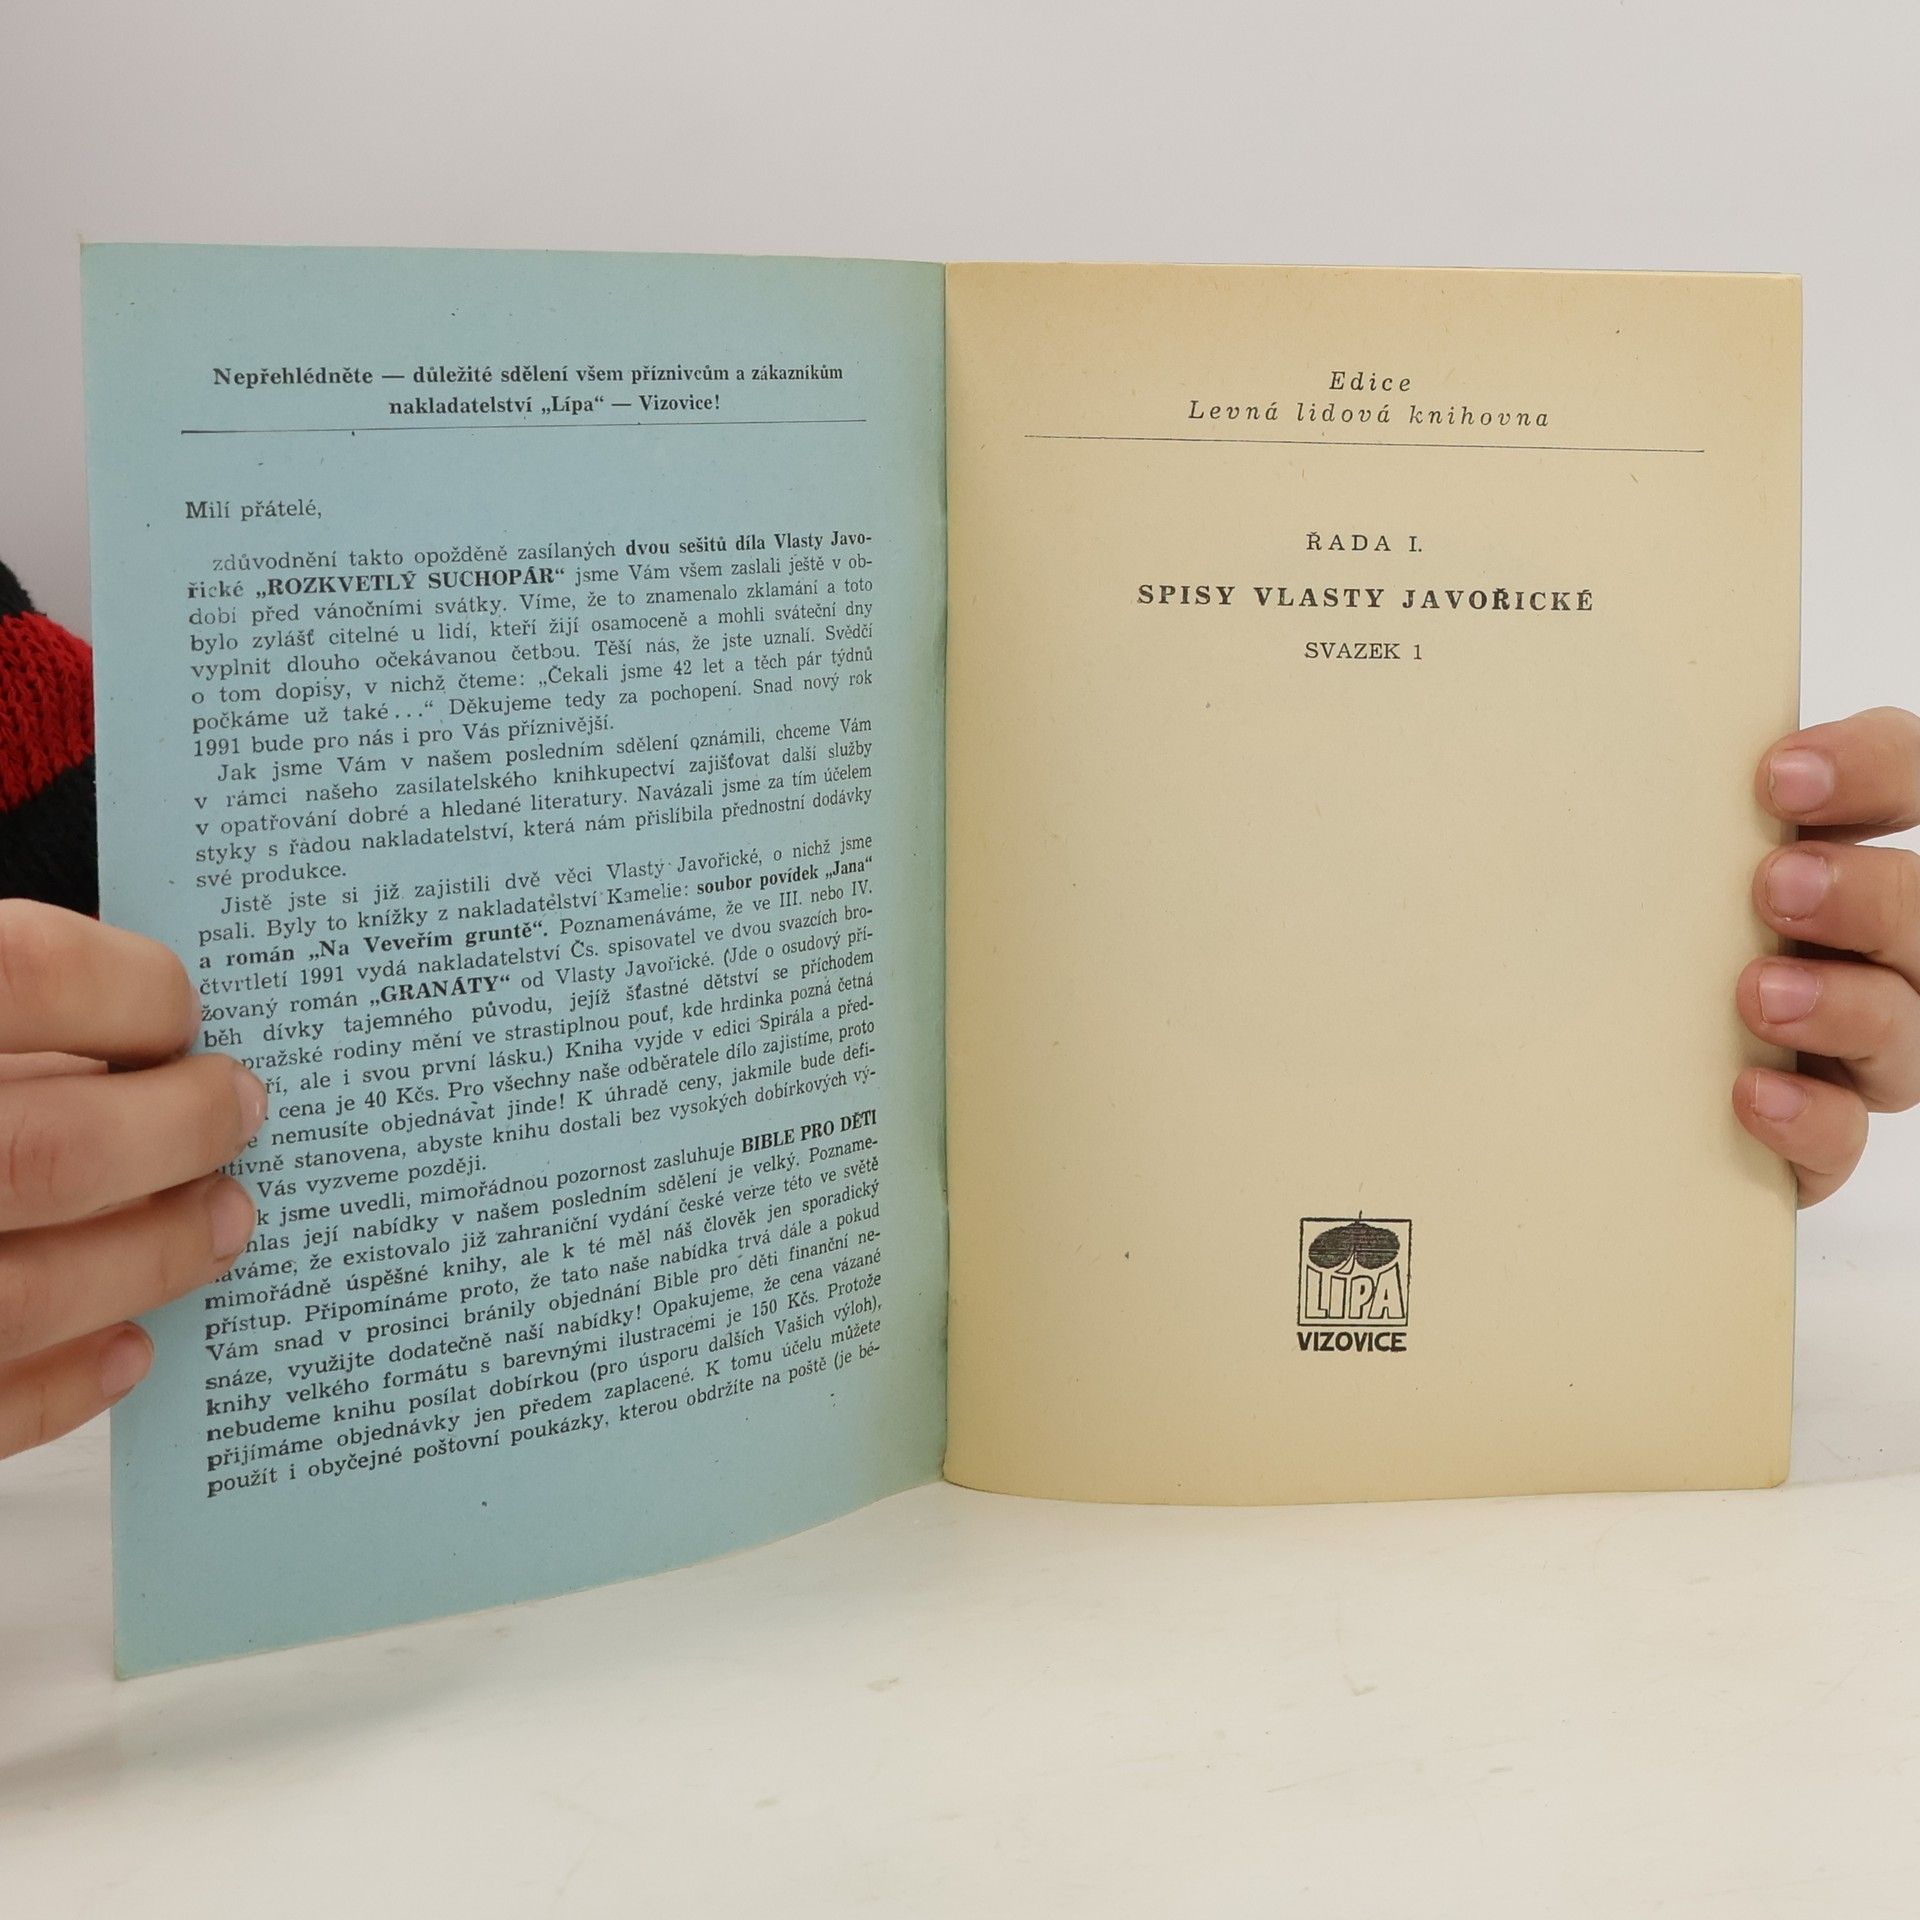 Nepřehlédněte — důležité sdělení všem příznivcům a zákazníkům
nakladatelství „Lípa“ — Vizovice!
Milí přátelé,
zdůvodnění takto opožděně zasílaných dvou sešitů díla Vlasty Javo-
řické „ROZKVETLÝ SUCHOPÁR“ jsme Vám všem zaslali ještě v ob-
dobí před vánočními svátky. Víme, že to znamenalo zklamání a toto
bylo zylášť citelné u lidí, kteří žijí osamoceně a mohli sváteční dny
vyplnit dlouho očekávanou četbou. Těší nás, že jste uznalí. Svědčí
o tom dopisy, v nichž čteme: „Čekali jsme 42 let a těch pár týdnů
počkáme už také...“ Děkujeme tedy za pochopení. Snad nový rok
1991 bude pro nás i pro Vás příznivější.
Jak jsme Vám v našem posledním sdělení oznámili, chceme Vám
v rámci našeho zasilatelského knihkupectví zajišťovat další služby
v opatřování dobré a hledané literatury. Navázali jsme za tím účelem
styky s řadou nakladatelství, která nám přislíbila přednostní dodávky
své produkce.
Jistě jste si již zajistili dvě věci Vlasty Javořické, o nichž jsme
psali. Byly to knížky z nakladatelství Kamelie: soubor povídek „Jana“
a román „Na Veveřím gruntě“. Poznamenáváme, že ve III. nebo IV.
čtvrtletí 1991 vydá nakladatelství Čs. spisovatel ve dvou svazcích bro-
žovaný román „GRANÁTY“ od Vlasty Javořické. (Jde o osudový pří-
běh dívky tajemného původu, jejíž šťastné dětství se příchodem
pražské rodiny mění ve strastiplnou pouť, kde hrdinka pozná četná
ří, ale i svou první lásku.) Kniha vyjde v edici Spirála a před-
cena je 40 Kčs. Pro všechny naše odběratele dílo zajistíme, proto
e nemusíte objednávat jinde! K úhradě ceny, jakmile bude defi-
itivně stanovena, abyste knihu dostali bez vysokých dobírkových vý-
Vás vyzveme později.
k jsme uvedli, mimořádnou pozornost zasluhuje BIBLE PRO DĚTI
hlas její nabídky v našem posledním sdělení je velký. Pozname-
náváme, že existovalo již zahraniční vydání české verze této ve světě
mimořádně úspěšné knihy, ale k té měl náš člověk jen sporadický
přístup. Připomínáme proto, že tato naše nabídka trvá dále a pokud
Vám snad v prosinci bránily objednání Bible pro děti finanční ne-
snáze, využijte dodatečně naší nabídky! Opakujeme, že cena vázané
knihy velkého formátu s barevnými ilustracemi je 150 Kčs. Protože
nebudeme knihu posílat dobírkou (pro úsporu dalších Vašich výloh),
přijímáme objednávky jen předem zaplacené. K tomu účelu můžete
použít i obyčejné poštovní poukázky, kterou obdržíte na poště (je bé-
Edice
Levná lidová knihovna
ŘADA I.
SPISY VLASTY JAVOŘICKÉ
SVAZEK 1
LÍPA
VIZOVICE